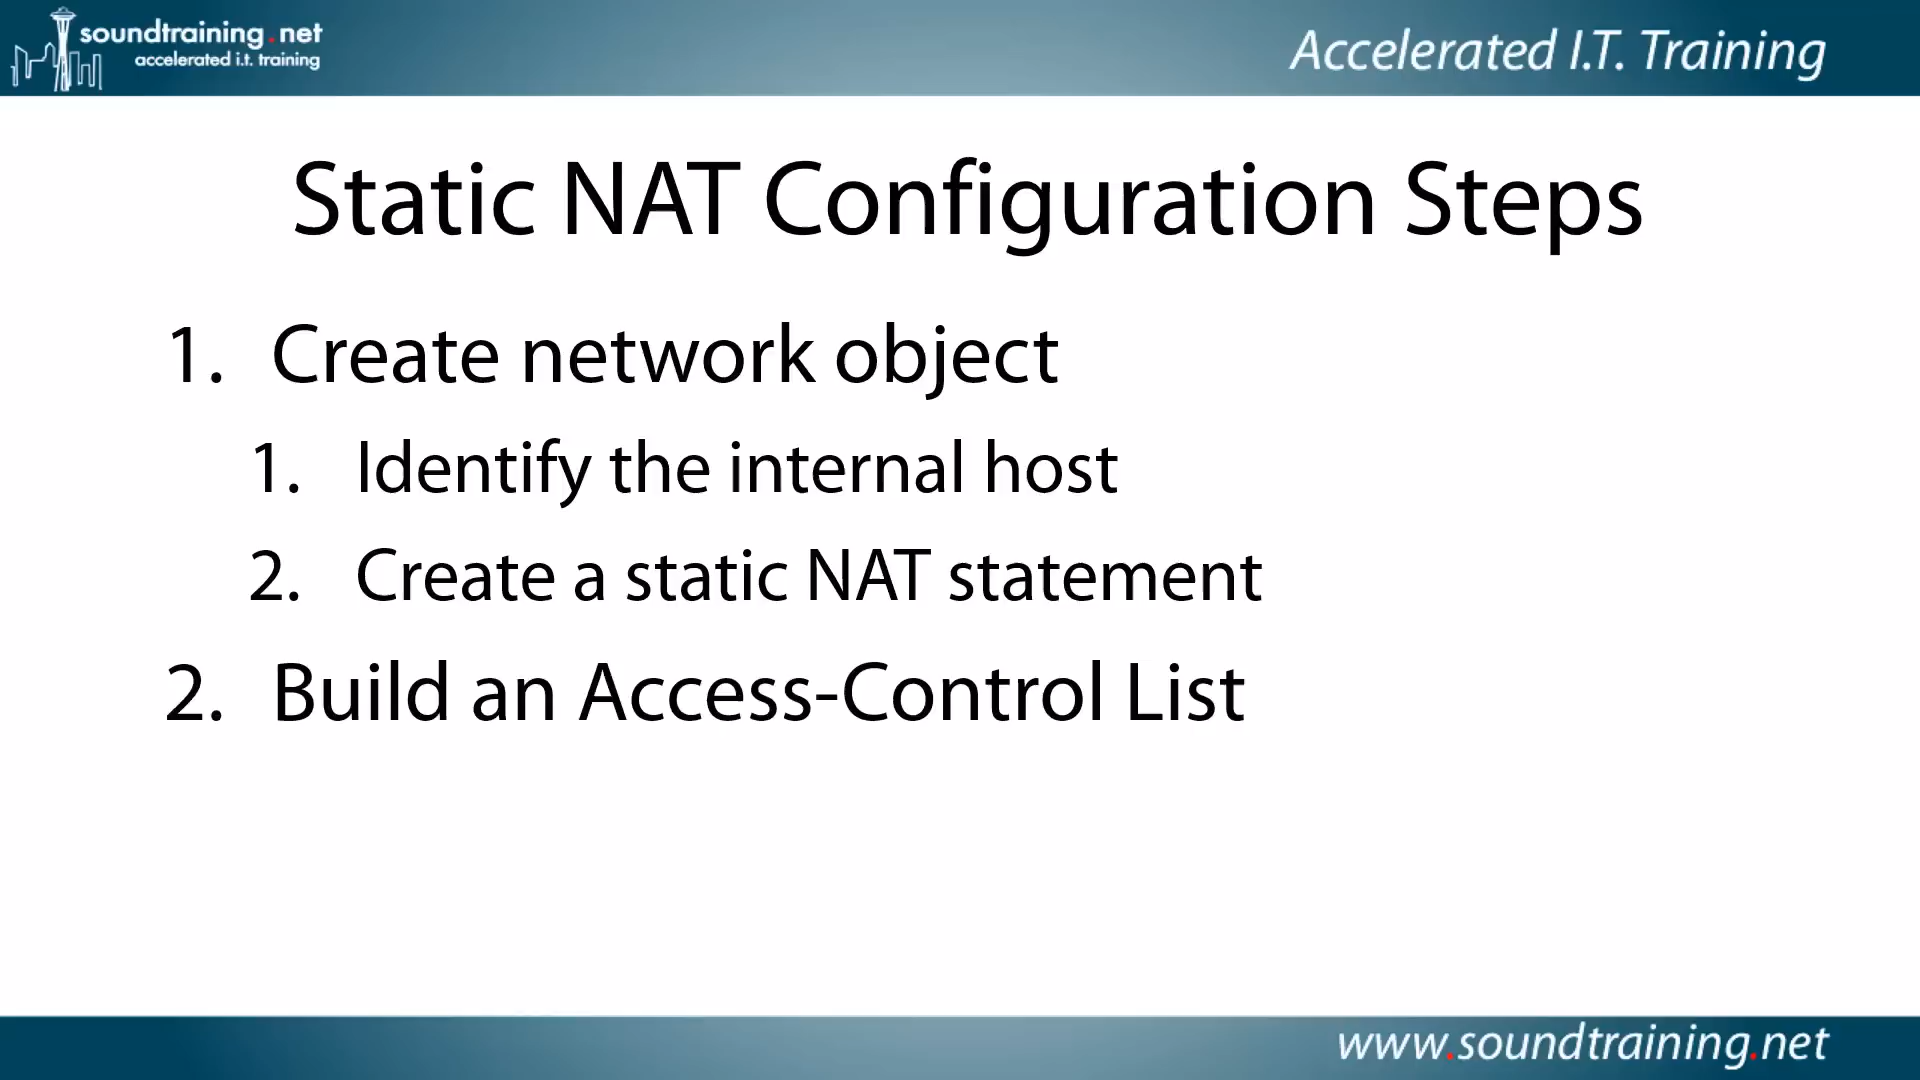 soundtraining.net
accelerated i.t. training
Accelerated I.T. Training
Static NAT Configuration Steps
1. Create network object
1. Identify the internal host
2. Create a static NAT statement
2. Build an Access-Control List
www.soundtraining.net